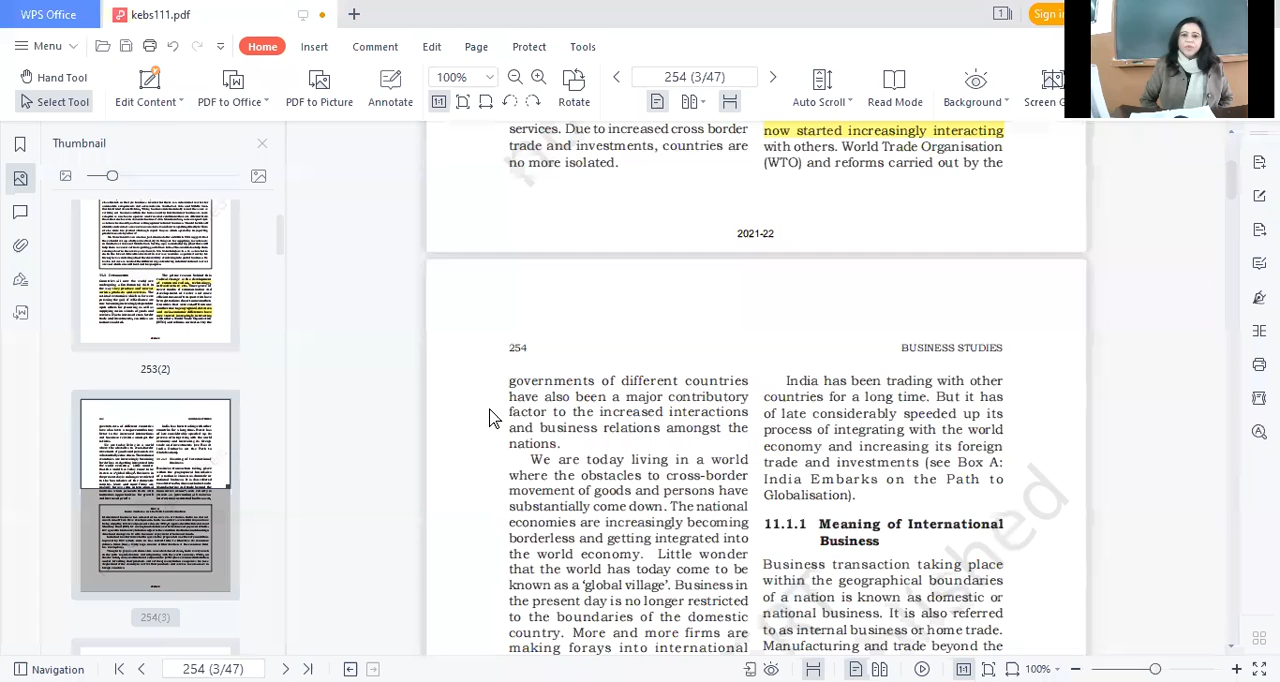 WPS Office
kebs111.pdf
1
Sign in
Menu
Home
Insert
Comment
Edit
Page
Protect
Tools
Hand Tool
Select Tool
Edit Content
PDF to Office
PDF to Picture
Annotate
100%
Rotate
254 (3/47)
Auto Scroll
Read Mode
Background
Screen G
Thumbnail
253(2)
254(3)
services. Due to increased cross border
trade and investments, countries are
no more isolated.
now started increasingly interacting
with others. World Trade Organisation
(WTO) and reforms carried out by the
2021-22
254
BUSINESS STUDIES
governments of different countries
have also been a major contributory
factor to the increased interactions
and business relations amongst the
nations.
We are today living in a world
where the obstacles to cross-border
movement of goods and persons have
substantially come down. The national
economies are increasingly becoming
borderless and getting integrated into
the world economy. Little wonder
that the world has today come to be
known as a ‘global village’. Business in
the present day is no longer restricted
to the boundaries of the domestic
country. More and more firms are
making forays into international
India has been trading with other
countries for a long time. But it has
of late considerably speeded up its
process of integrating with the world
economy and increasing its foreign
trade and investments (see Box A:
India Embarks on the Path to
Globalisation).
11.1.1 Meaning of International
Business
Business transaction taking place
within the geographical boundaries
of a nation is known as domestic or
national business. It is also referred
to as internal business or home trade.
Manufacturing and trade beyond the
Navigation
254 (3/47)
100%